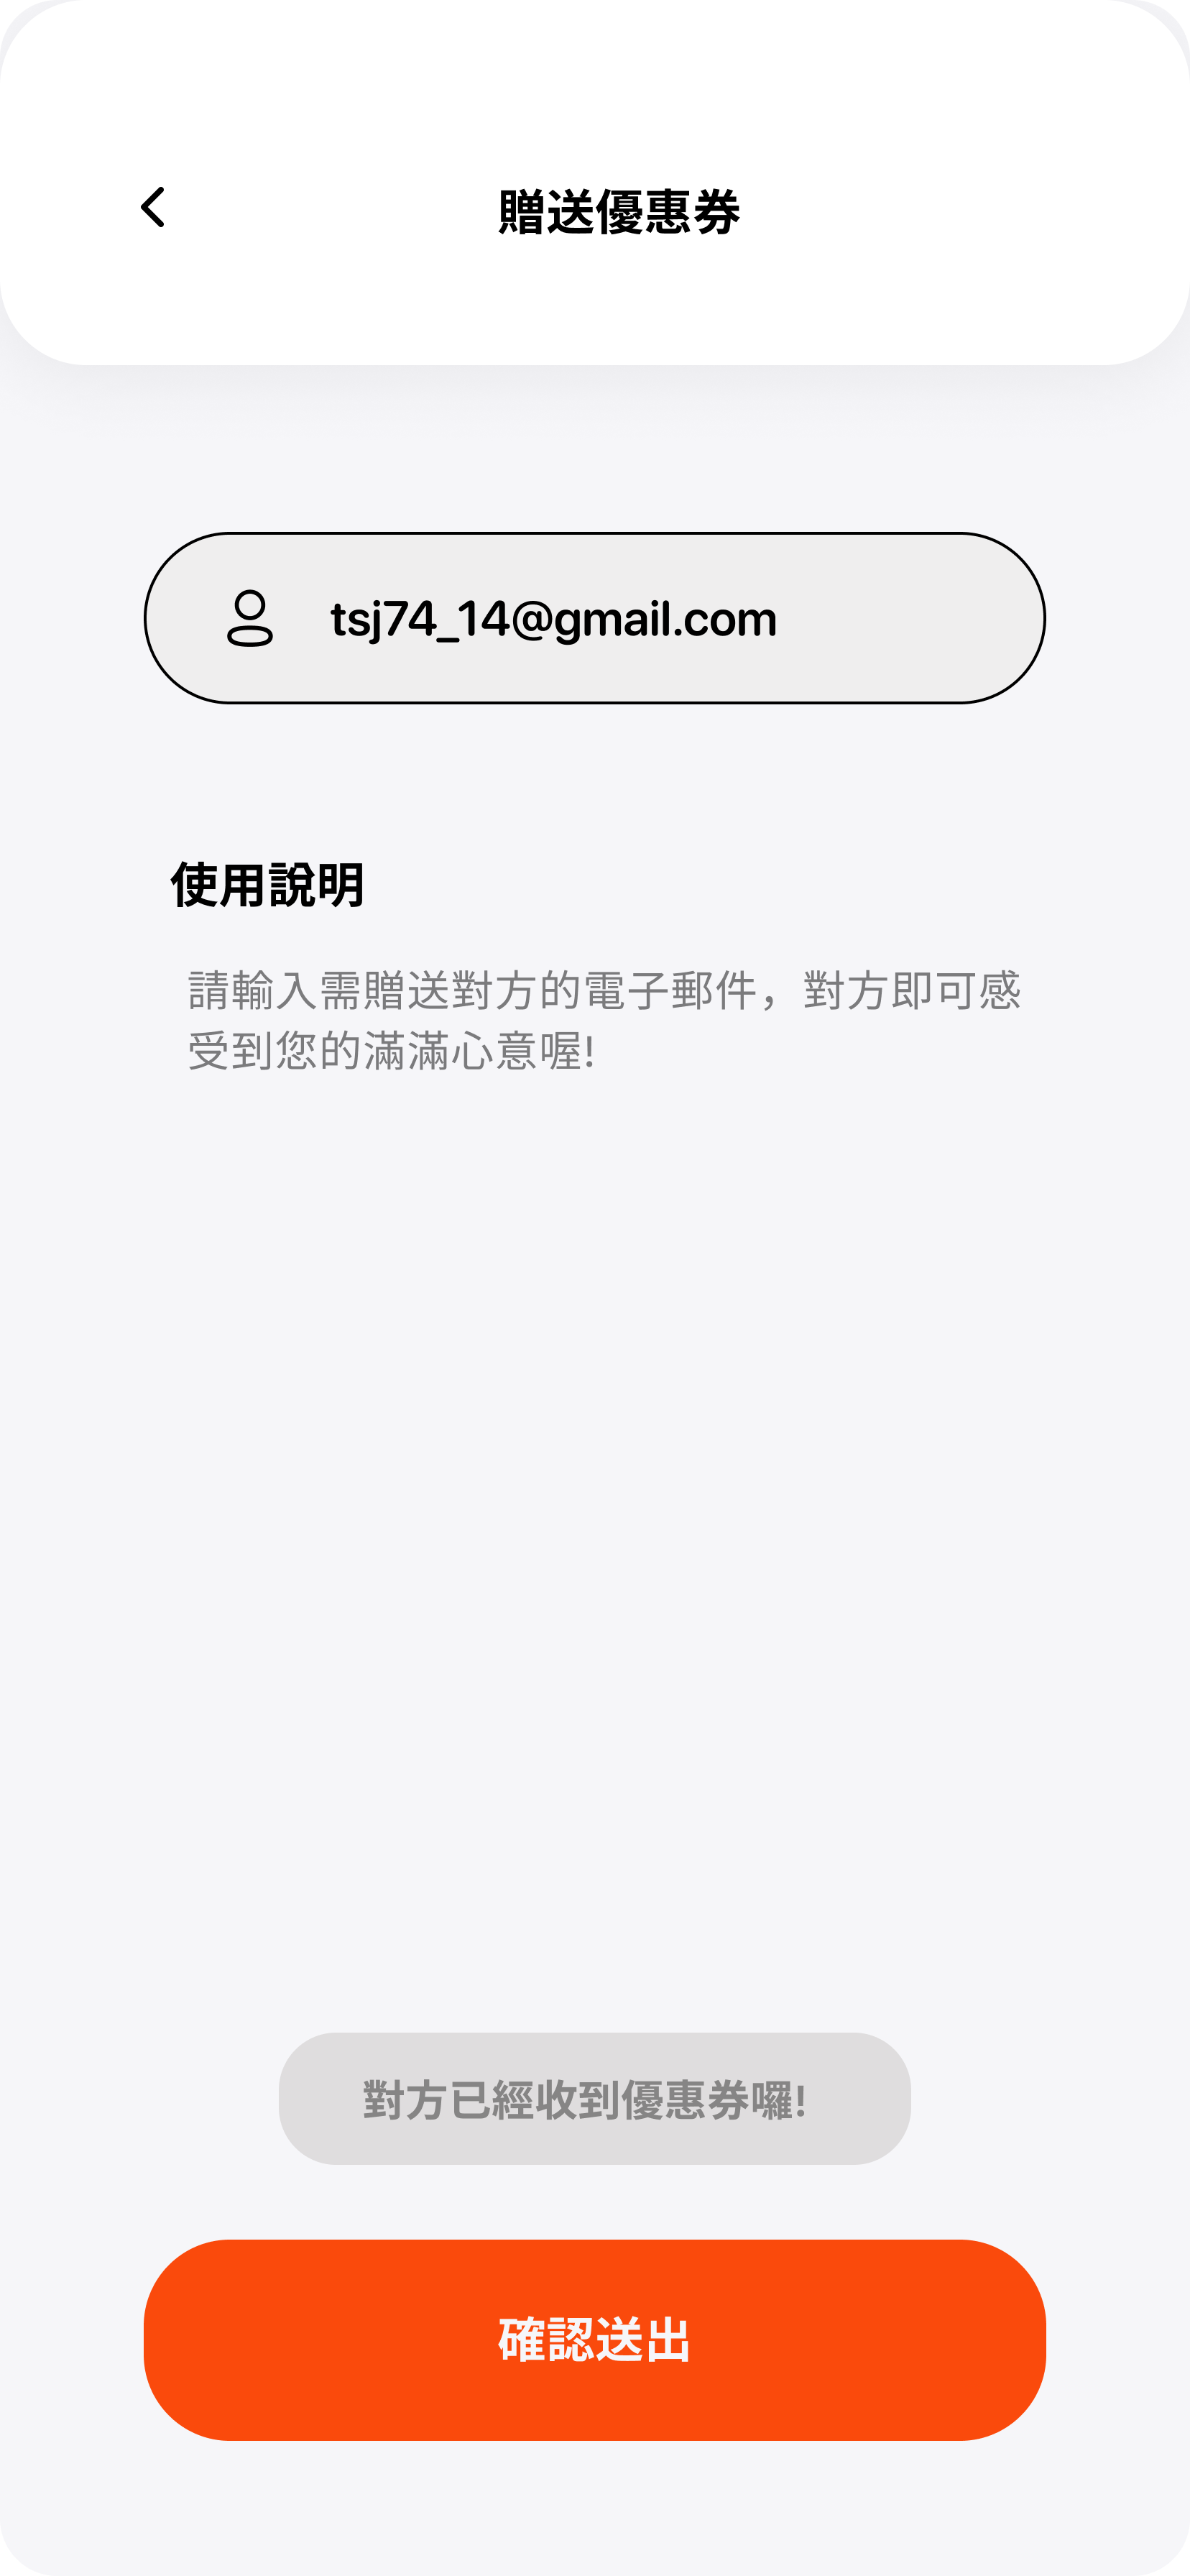 贈送優惠券
tsj74_14@gmail.com
使用說明
請輸入需贈送對方的電子郵件，對方即可感
受到您的滿滿心意喔!
對方已經收到優惠券囉!
確認送出